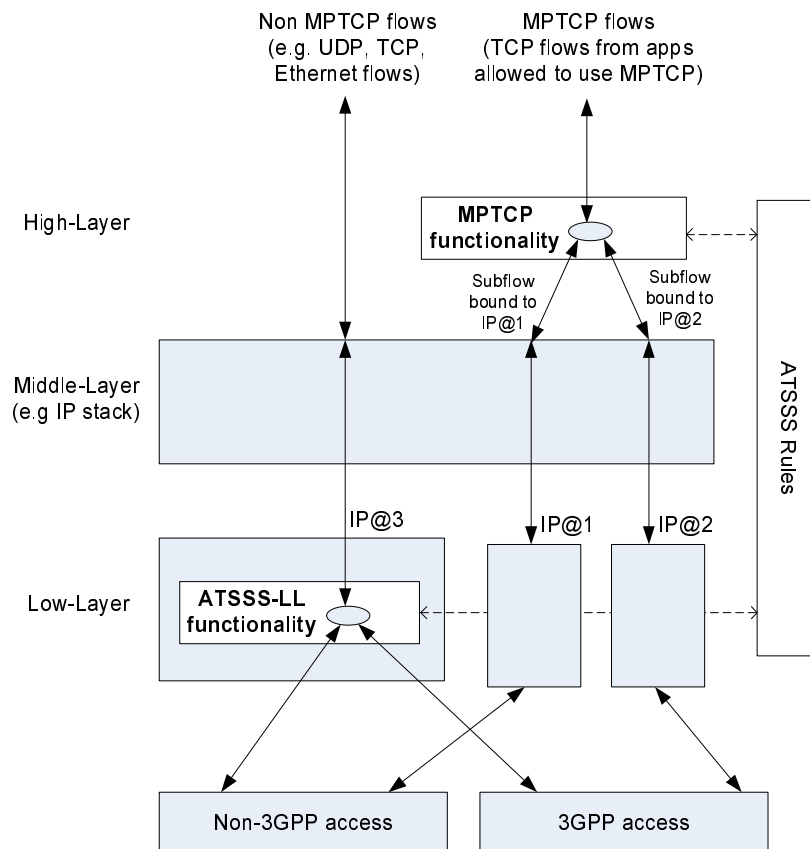 Non MPTCP flows
(e.g. UDP, TCP,
Ethernet flows)
MPTCP flows
(TCP flows from apps
allowed to use MPTCP)
High-Layer
MPTCP
functionality
Subflow
bound to
IP@1
Subflow
bound to
IP@2
Middle-Layer
(e.g IP stack)
ATSSS Rules
IP@3
IP@1
IP@2
Low-Layer
ATSSS-LL
functionality
Non-3GPP access
3GPP access